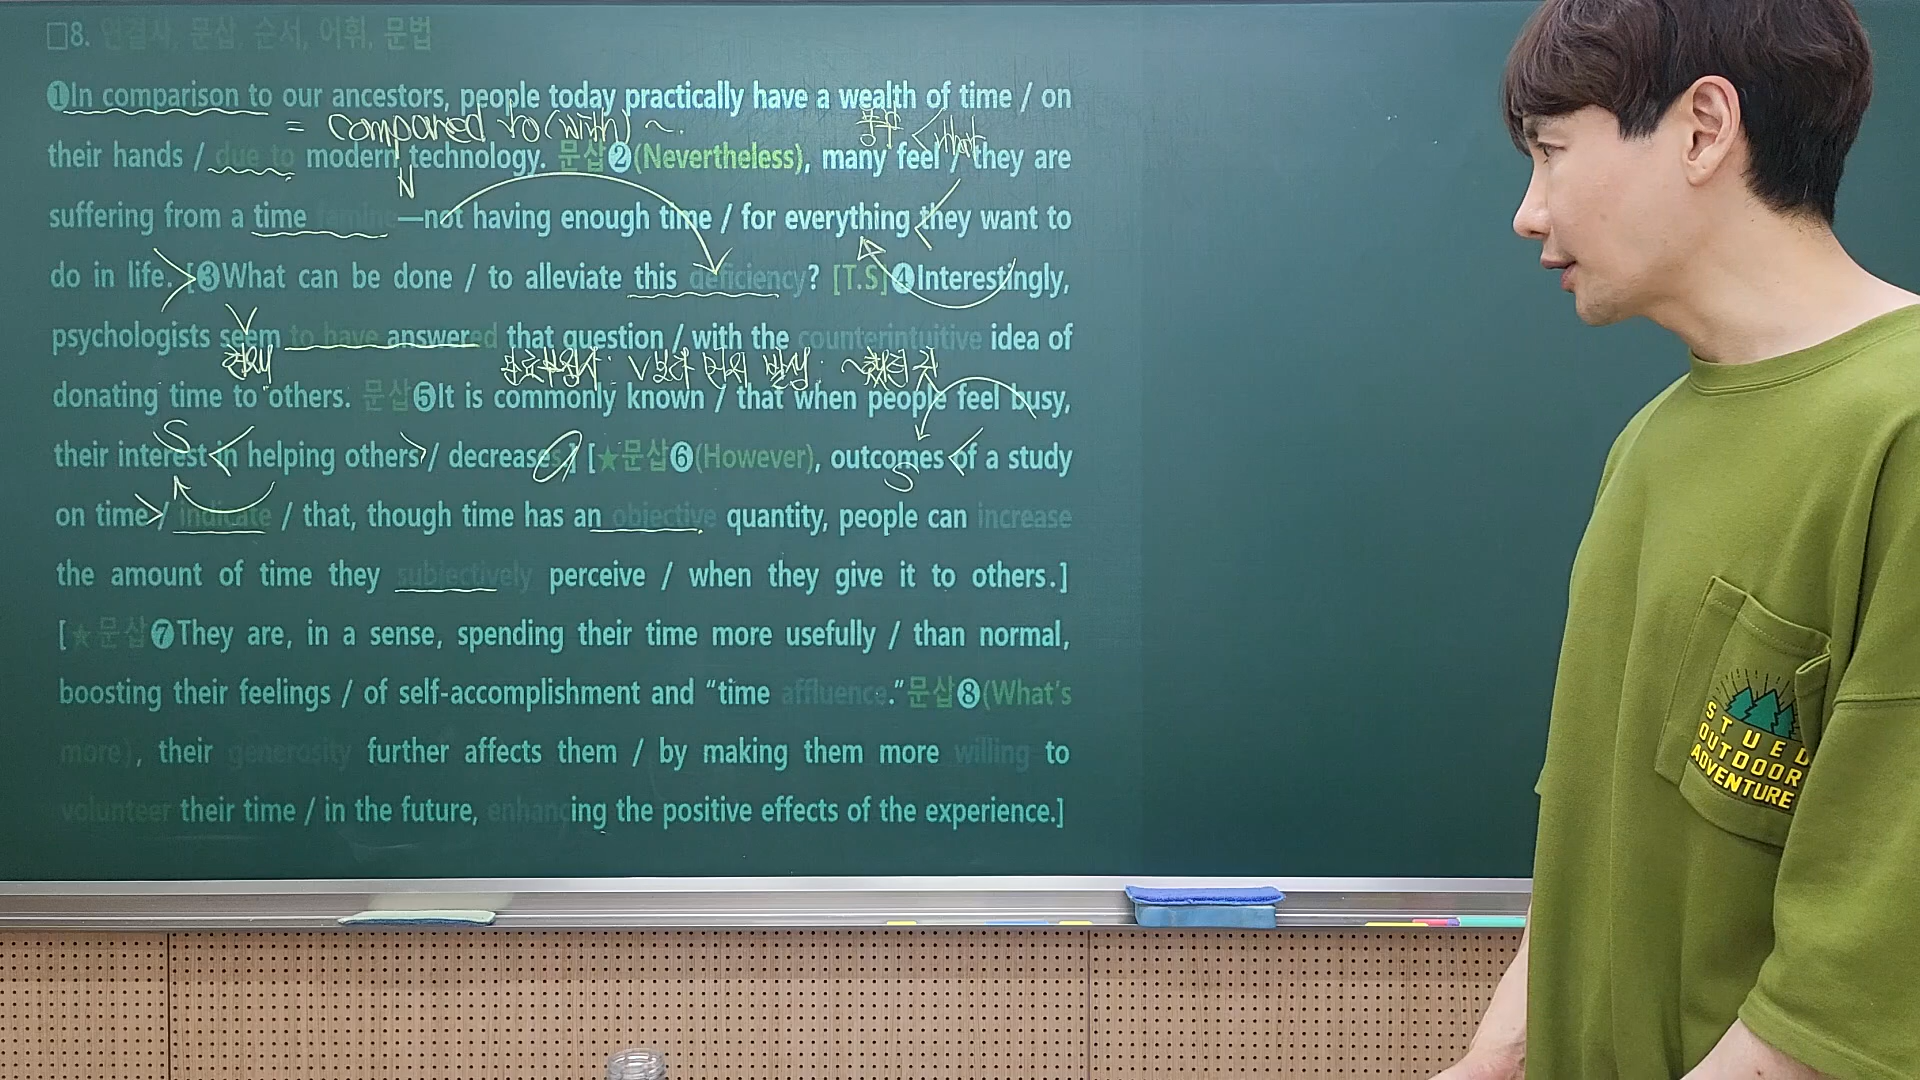 □8. 연결사, 문삽, 순서, 어휘, 문법
❶In comparison to our ancestors, people today practically have a wealth of time / on
= compared to (with) ~.
their hands / due to modern technology. 문삽❷(Nevertheless), many feel / they are
N
suffering from a time famine—not having enough time / for everything they want to
do in life. [❸What can be done / to alleviate this deficiency? [T.S]❹Interestingly,
psychologists seem to have answered that question / with the counterintuitive idea of
donating time to others. 문삽❺It is commonly known / that when people feel busy,
S
their interest in helping others / decreases.] [★문삽❻(However), outcomes of a study
S
on time / indicate / that, though time has an objective quantity, people can increase
the amount of time they subjectively perceive / when they give it to others.]
[★문삽❼They are, in a sense, spending their time more usefully / than normal,
boosting their feelings / of self-accomplishment and “time affluence.”문삽❽(What's
more), their generosity further affects them / by making them more willing to
volunteer their time / in the future, enhancing the positive effects of the experience.]
STUED
OUTDOOR
ADVENTURE